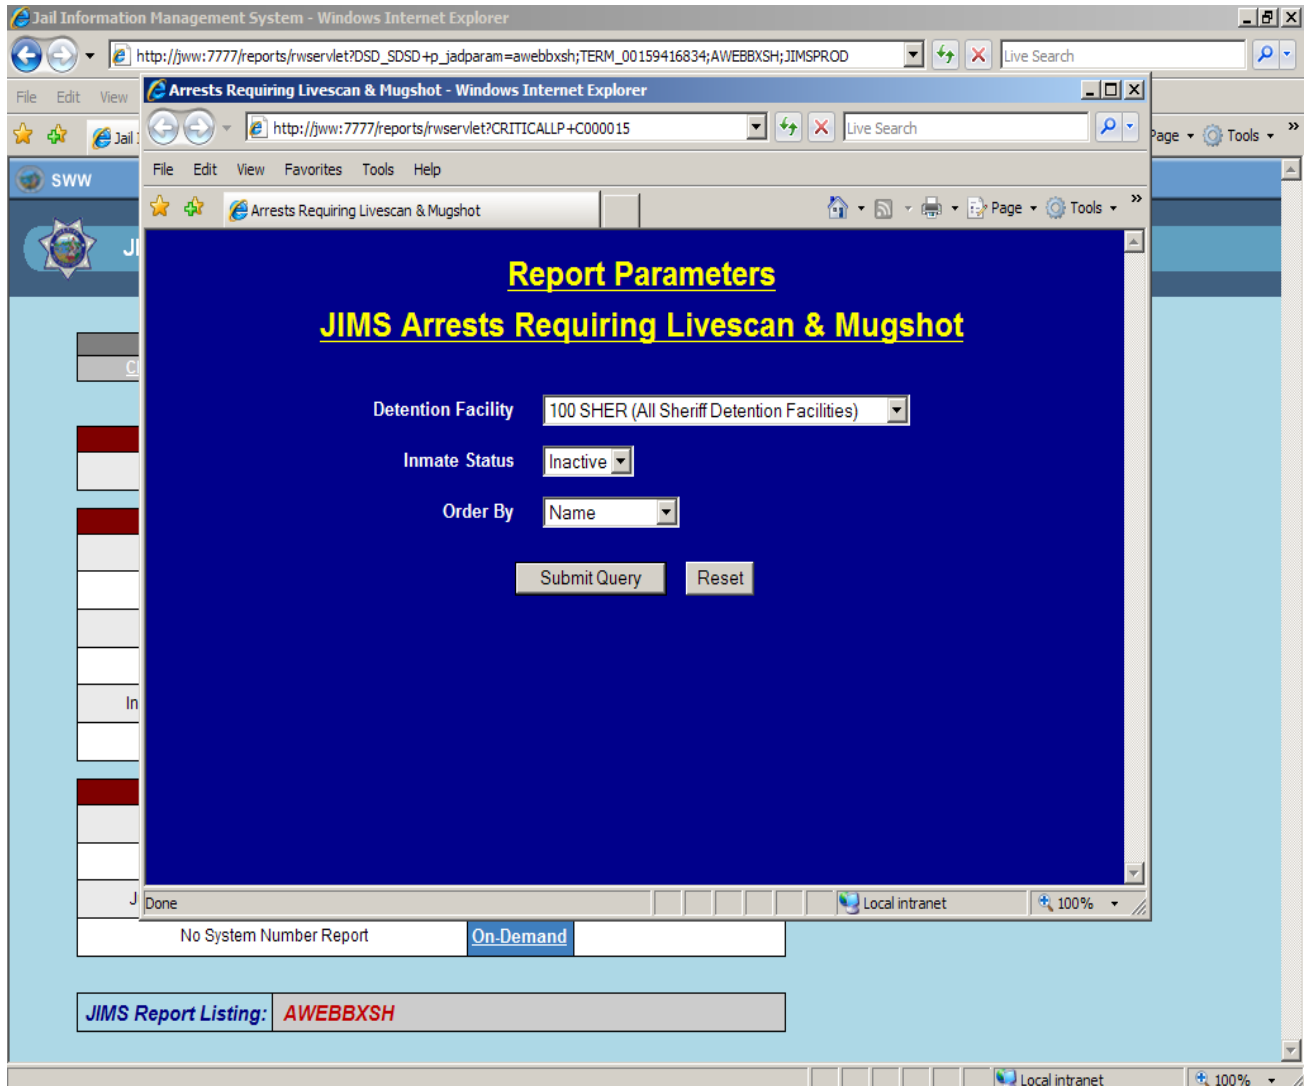 Jail Information Management System - Windows Internet Explorer
http://jww:7777/reports/rwservlet?DSD_SDSD+p_jadparam=awebbxsh;TERM_00159416834;AWEBBXSH;JIMSPROD
Live Search
File Edit View
Jail
Page Tools »
SWW
Arrests Requiring Livescan & Mugshot - Windows Internet Explorer
http://jww:7777/reports/rwservlet?CRITICALLP+C000015
Live Search
File Edit View Favorites Tools Help
Arrests Requiring Livescan & Mugshot
Page Tools »
Report Parameters
JIMS Arrests Requiring Livescan & Mugshot
Detention Facility 100 SHER (All Sheriff Detention Facilities)
Inmate Status Inactive
Order By Name
Submit Query Reset
In
J
Done Local intranet 100%
No System Number Report On-Demand
JIMS Report Listing: AWEBBXSH
Local intranet 100%